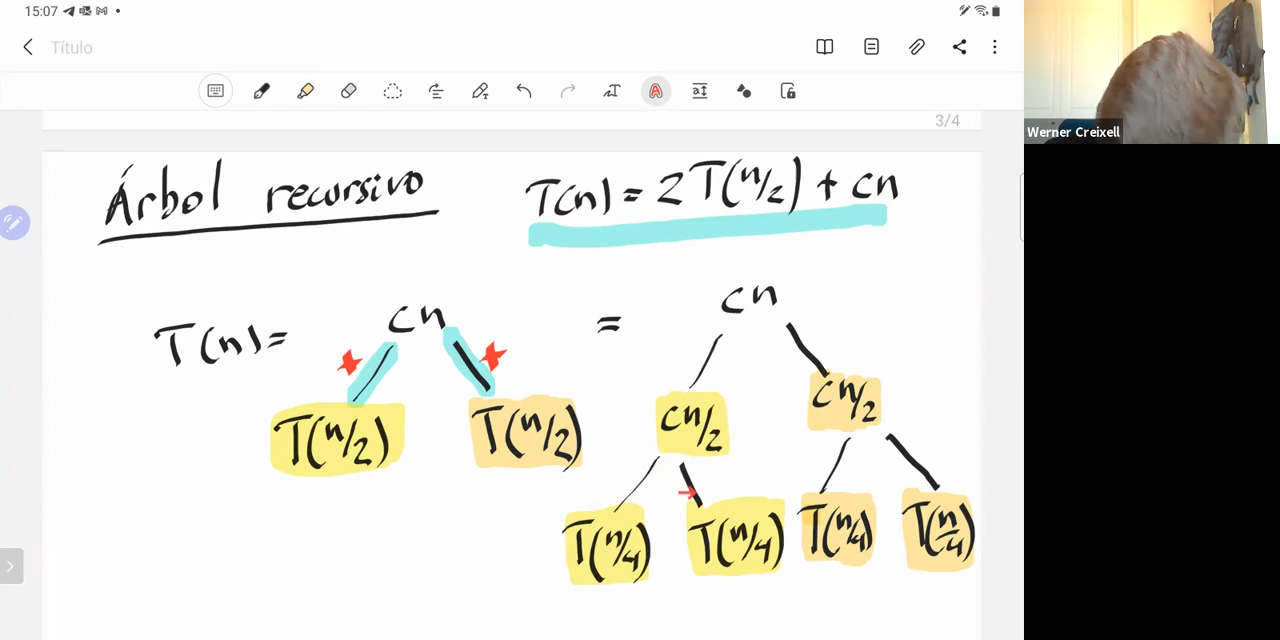 15:07
Título
3/4
Werner Creixell
Árbol recursivo
T(n) = 2T(n/2) + cn
T(n) = cn = cn
T(n/2) T(n/2) cn/2 cn/2
T(n/4) T(n/4) T(n/4) T(n/4)